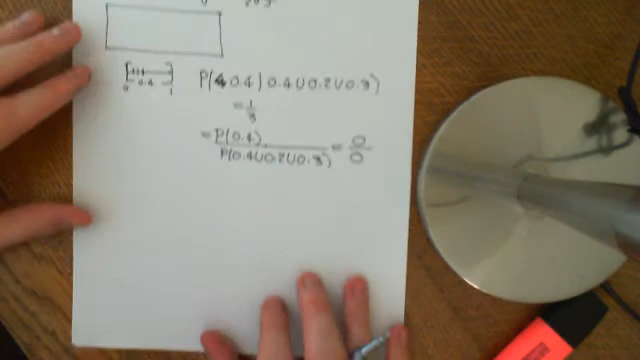 P(0.4 | 0.4 ∪ 0.2 ∪ 0.3)
0 0.4 1
= 1/3
= P(0.4) / P(0.4 ∪ 0.2 ∪ 0.3) = 0/0